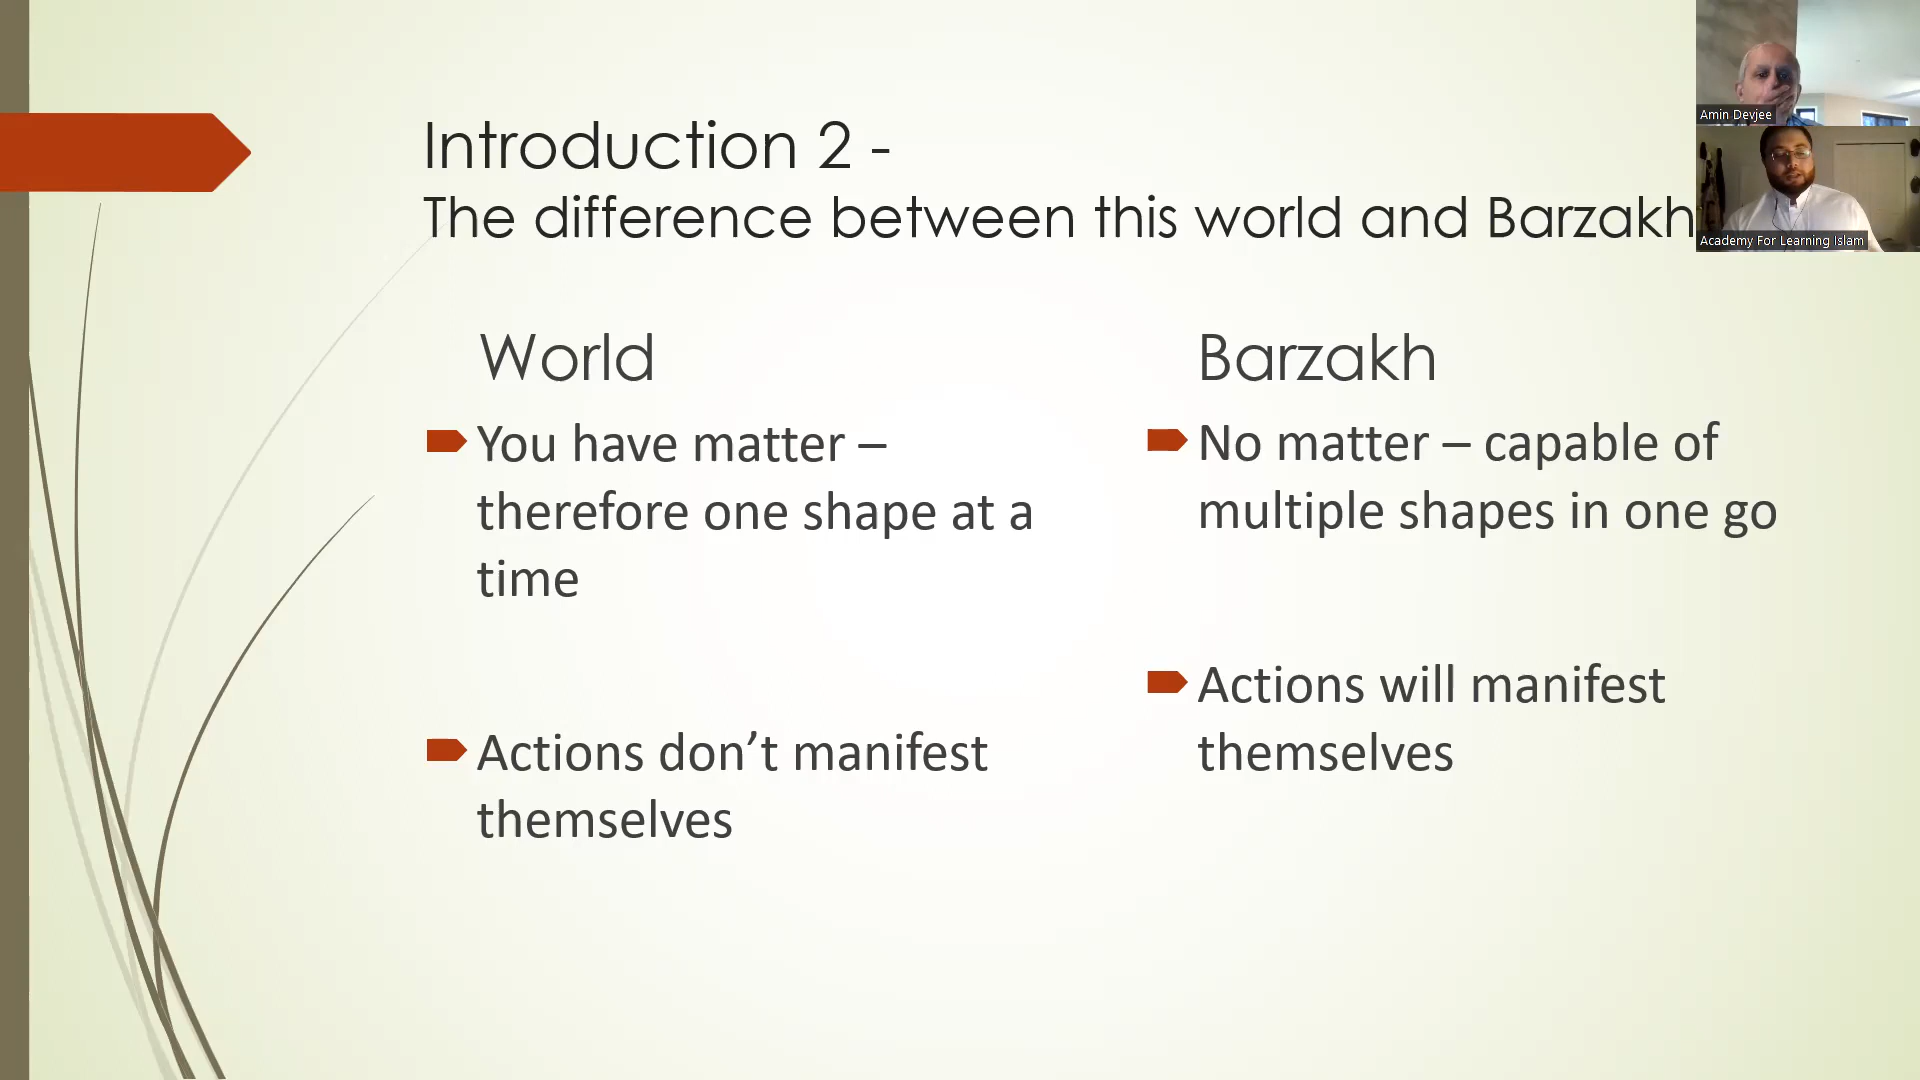 Introduction 2 -
The difference between this world and Barzakh
Amin Devjee
Academy For Learning Islam
World
You have matter –
therefore one shape at a
time
Actions don’t manifest
themselves
Barzakh
No matter – capable of
multiple shapes in one go
Actions will manifest
themselves